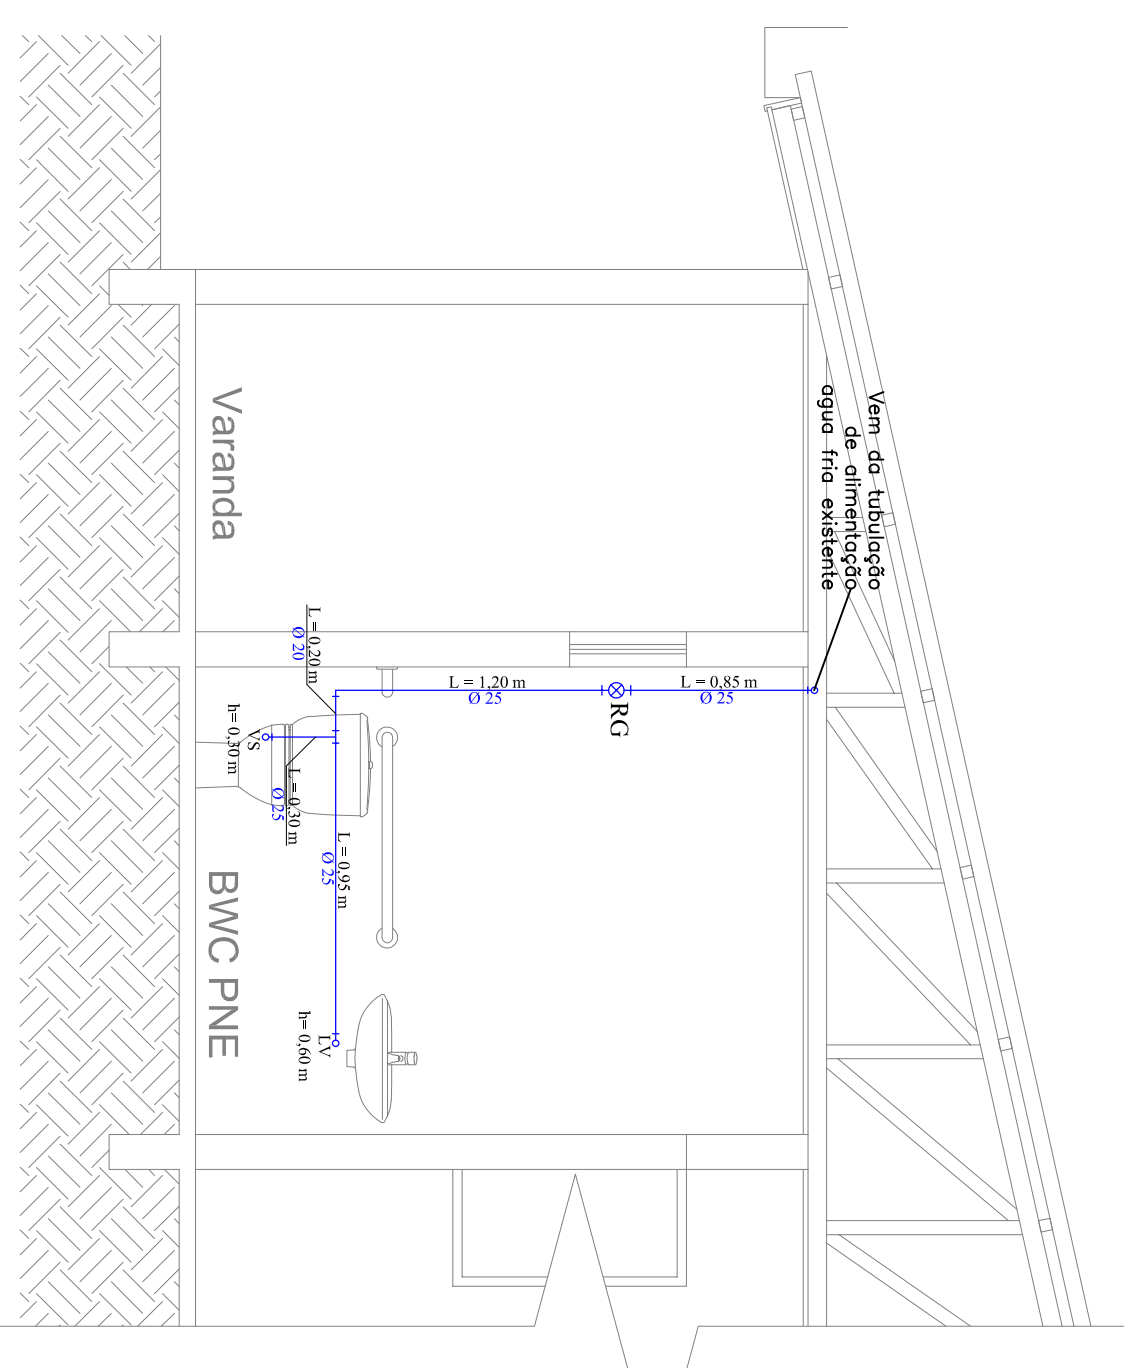 Vem da tubulação
de alimentação
agua fria existente
L = 0,85 m
Ø 25
RG
L = 1,20 m
Ø 25
L = 0,20 m
Ø 20
L = 0,95 m
Ø 25
L = 0,30 m
Ø 25
VS
h= 0,30 m
LV
h= 0,60 m
Varanda
BWC PNE